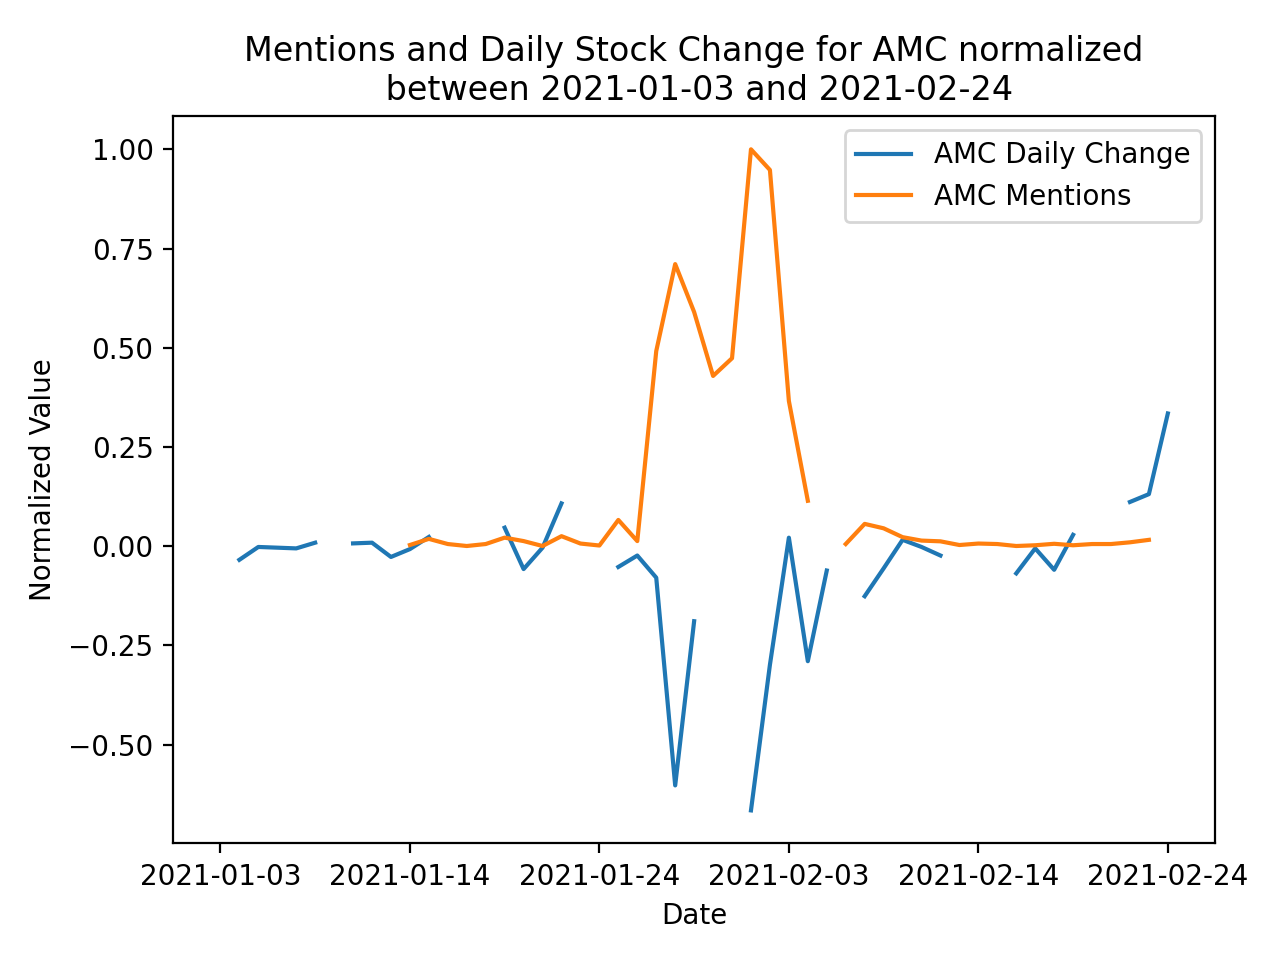 Mentions and Daily Stock Change for AMC normalized
between 2021-01-03 and 2021-02-24
AMC Daily Change
AMC Mentions
1.00
0.75
0.50
0.25
0.00
−0.25
−0.50
Normalized Value
2021-01-03 2021-01-14 2021-01-24 2021-02-03 2021-02-14 2021-02-24
Date